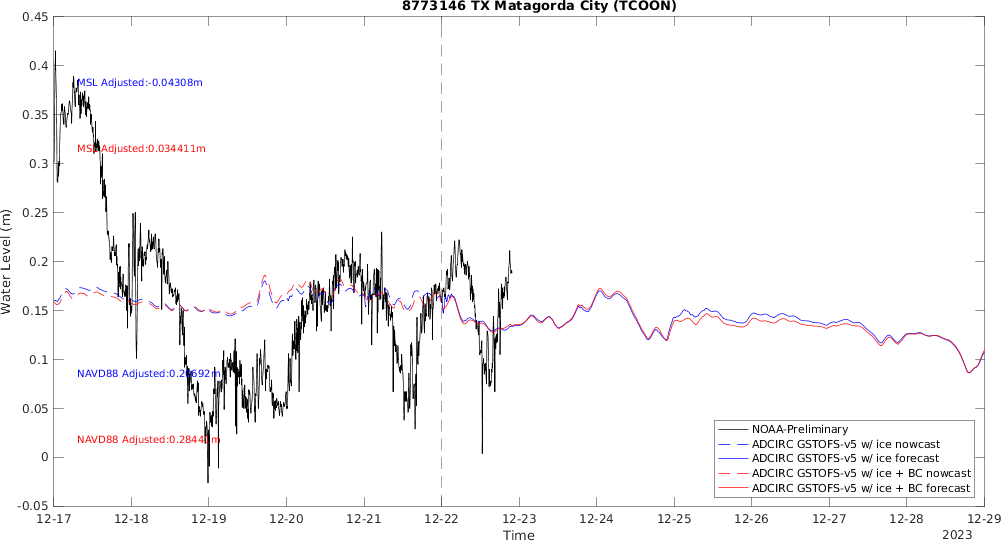 8773146 TX Matagorda City (TCOON)
0.45
0.4
0.35
0.3
0.25
0.2
0.15
0.1
0.05
0
-0.05
Water Level (m)
MSL Adjusted:-0.04308m
MSL Adjusted:0.034411m
NAVD88 Adjusted:
NAVD88 Adjusted:
NOAA-Preliminary
ADCIRC GSTOFS-v5 w/ ice nowcast
ADCIRC GSTOFS-v5 w/ ice forecast
ADCIRC GSTOFS-v5 w/ ice + BC nowcast
ADCIRC GSTOFS-v5 w/ ice + BC forecast
12-17
12-18
12-19
12-20
12-21
12-22
12-23
12-24
12-25
12-26
12-27
12-28
12-29
Time
2023